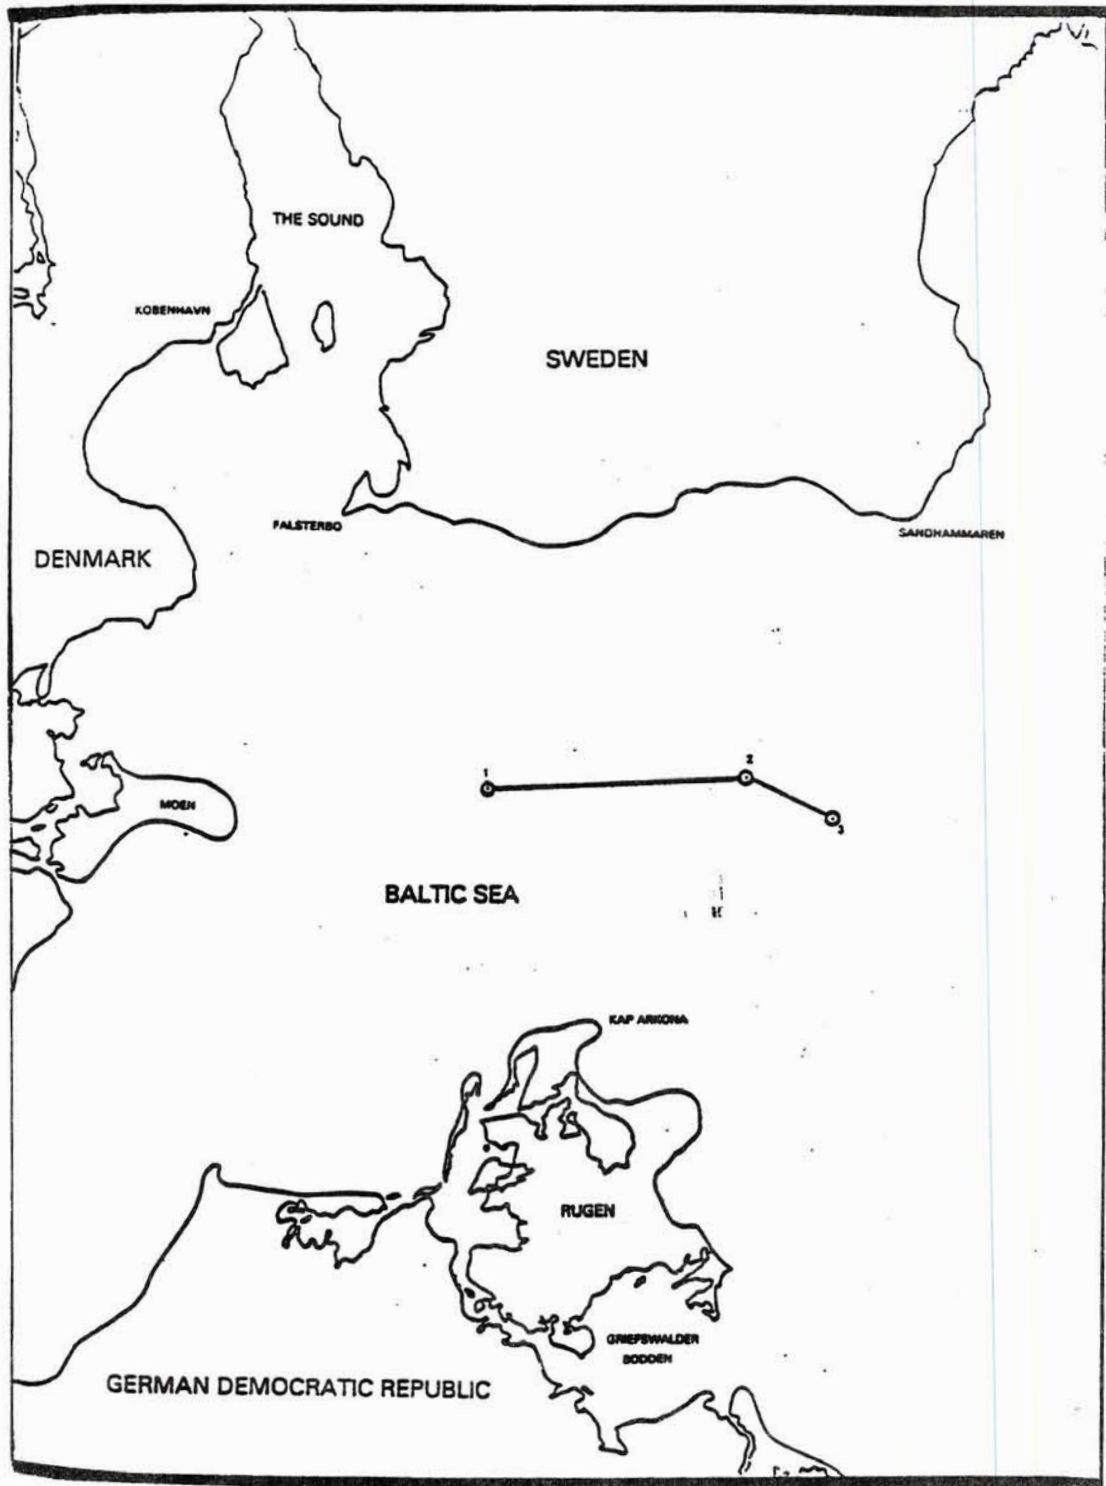 THE SOUND
KOBENHAVN
SWEDEN
FALSTERBO
SANDHAMMAREN
DENMARK
1
2
3
MOEN
BALTIC SEA
KAP ARKONA
RUGEN
GRIEFSWALDER
BODDEN
GERMAN DEMOCRATIC REPUBLIC